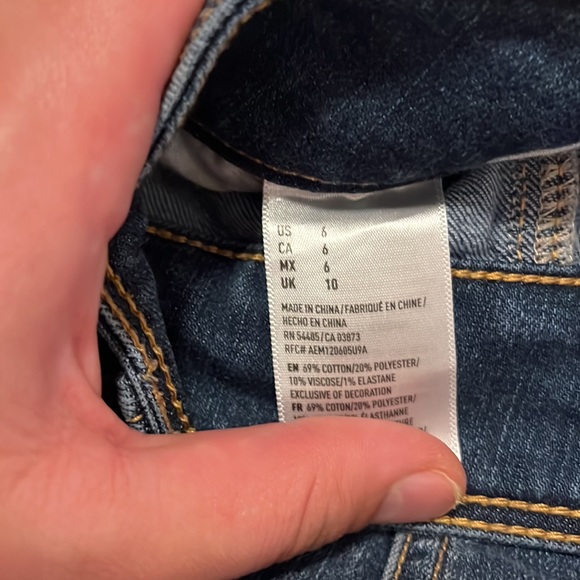 US 6
CA 6
MX 6
UK 10
MADE IN CHINA/FABRIQUÉ EN CHINE/
HECHO EN CHINA
RN 54485/CA 03873
RFC# AEM120605U9A
EN 69% COTTON/20% POLYESTER/
10% VISCOSE/1% ELASTANE
EXCLUSIVE OF DECORATION
FR 69% COTON/20% POLYESTER/
ÉLASTHANNE